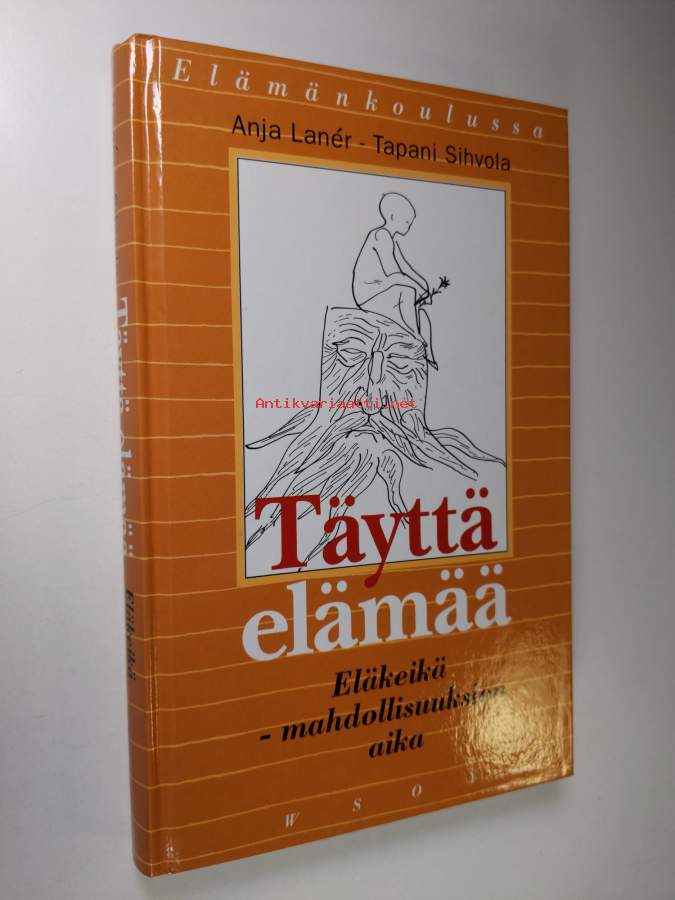 Elämänkoulussa
Anja Lanér - Tapani Sihvola
Antikvariaatti.net
Täyttä
elämää
Eläkeikä
- mahdollisuuksien
aika
WSOY
Täyttä elämää
Eläkeikä